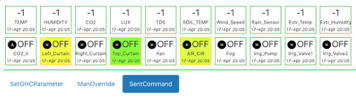 -1 -1 -1 -1 -1 -1 -1 -1 -1 -1
TEMP HUMIDITY CO2 LUX TDS SOIL_TEMP Wind_Speed Rain_Sensor Extr_Temp Extr_Humidity
17-apr 20:05 17-apr 20:05 17-apr 20:05 17-apr 20:05 17-apr 20:05 17-apr 20:05 17-apr 20:05 17-apr 20:05 17-apr 20:05 17-apr 20:05
A OFF OFF OFF OFF OFF OFF OFF OFF OFF OFF
CO2_V Left_Curtain Right_Curtain Top_Curtain Fan AIR_CIR Fog Irrg_Pump Irrg_Valve1 Irrg_Valve2
17-apr 20:05 17-apr 20:05 17-apr 20:05 17-apr 20:05 17-apr 20:05 17-apr 20:05 17-apr 20:05 17-apr 20:05 17-apr 20:05 17-apr 20:05
SetGHCParameter ManOverride SentCommand